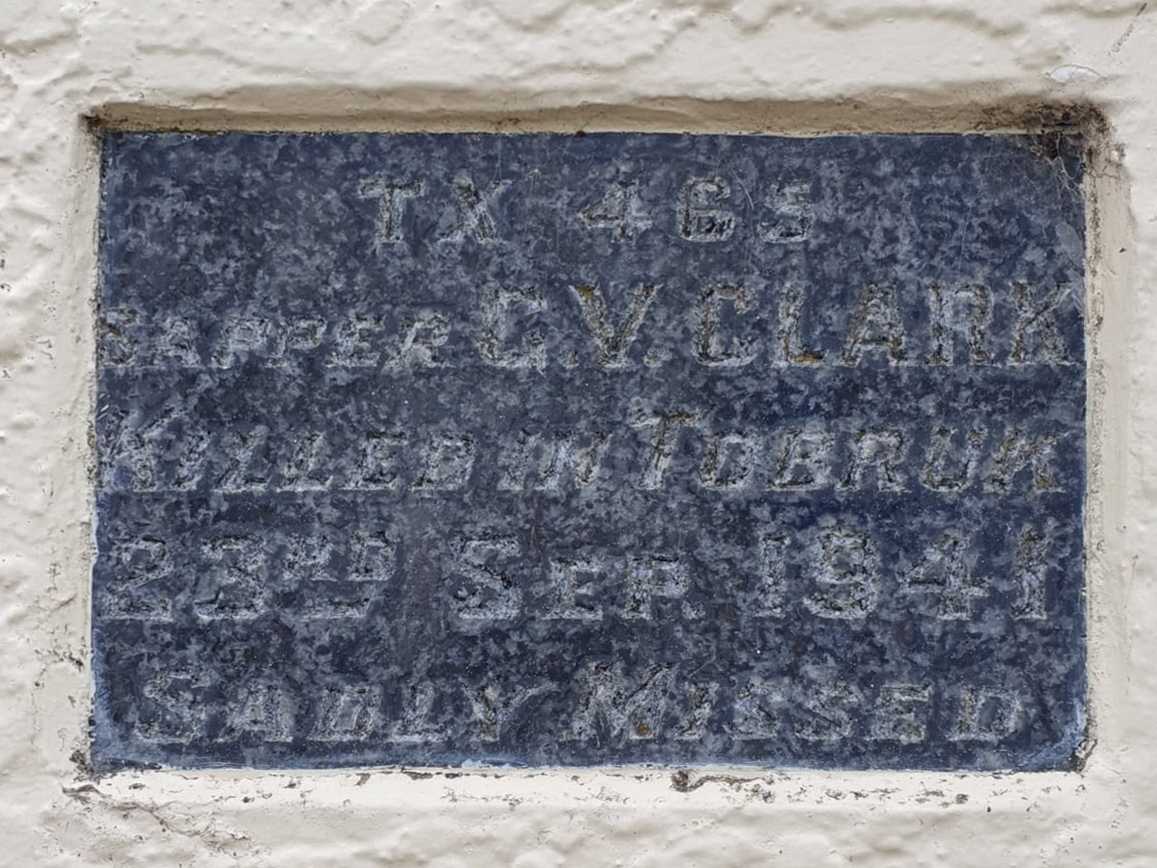 TX 465
SAPPER G.V. CLARK
KILLED IN TOBRUK
23RD SEP. 1941
SADLY MISSED